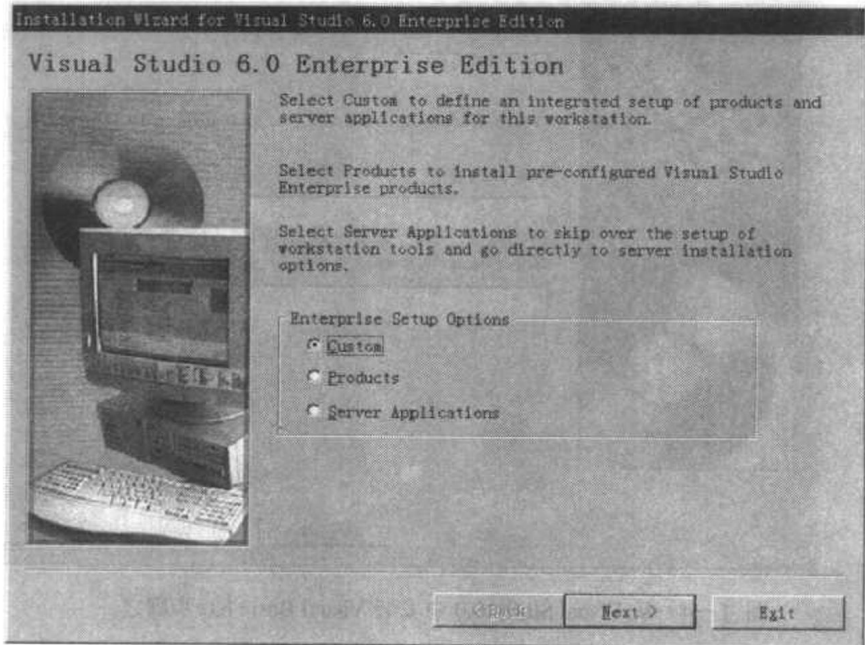 Installation Wizard for Visual Studio 6.0 Enterprise Edition
Visual Studio 6.0 Enterprise Edition
Select Custom to define an integrated setup of products and
server applications for this workstation.
Select Products to install pre-configured Visual Studio
Enterprise products.
Select Server Applications to skip over the setup of
workstation tools and go directly to server installation
options.
Enterprise Setup Options
Custom
Products
Server Applications
Next >
Exit